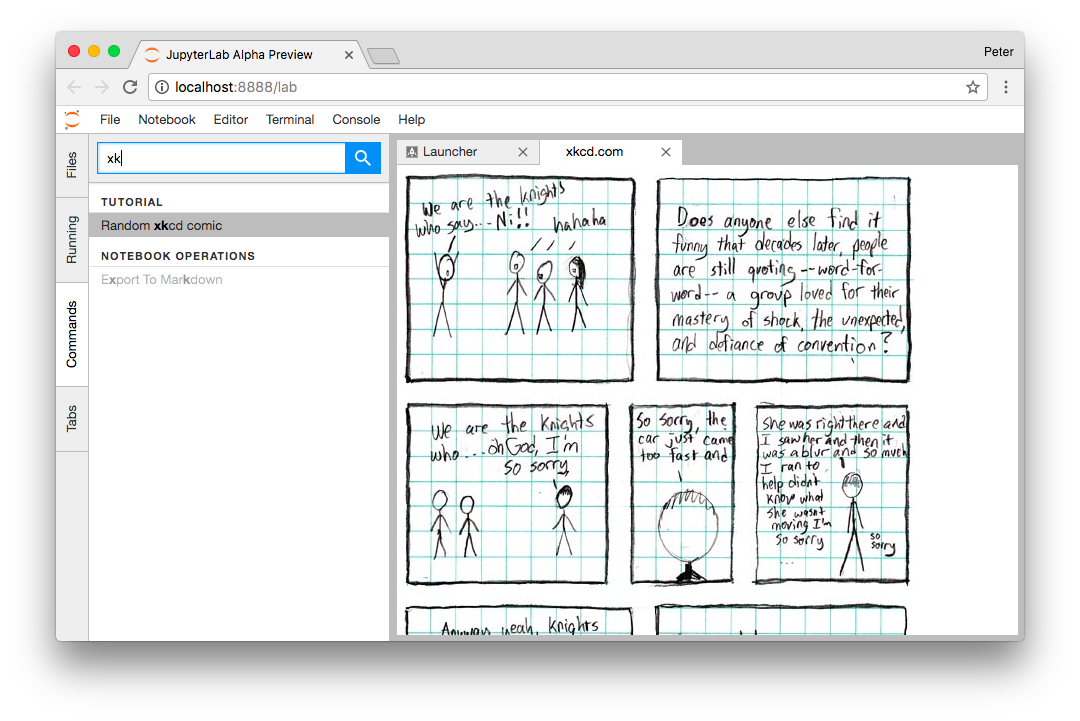 JupyterLab Alpha Preview
Peter
localhost:8888/lab
File Notebook Editor Terminal Console Help
Files
Running
Commands
Tabs
xk
TUTORIAL
Random xkcd comic
NOTEBOOK OPERATIONS
Export To Markdown
Launcher
xkcd.com
We are the Knights
who say... Ni!!
hahaha
Does anyone else find it
funny that decades later, people
are still quoting --word-for-
word-- a group loved for their
mastery of shock, the unexpected,
and defiance of convention?
We are the Knights
who ... oh God, I'm
so sorry,
So sorry, the
car just came
too fast and
She was right there and
I saw her and then it
was a blur and so much
I ran to
help didn't
know what
she wasn't
moving I'm
so sorry
...
so
sorry
Anyway, yeah, Knights